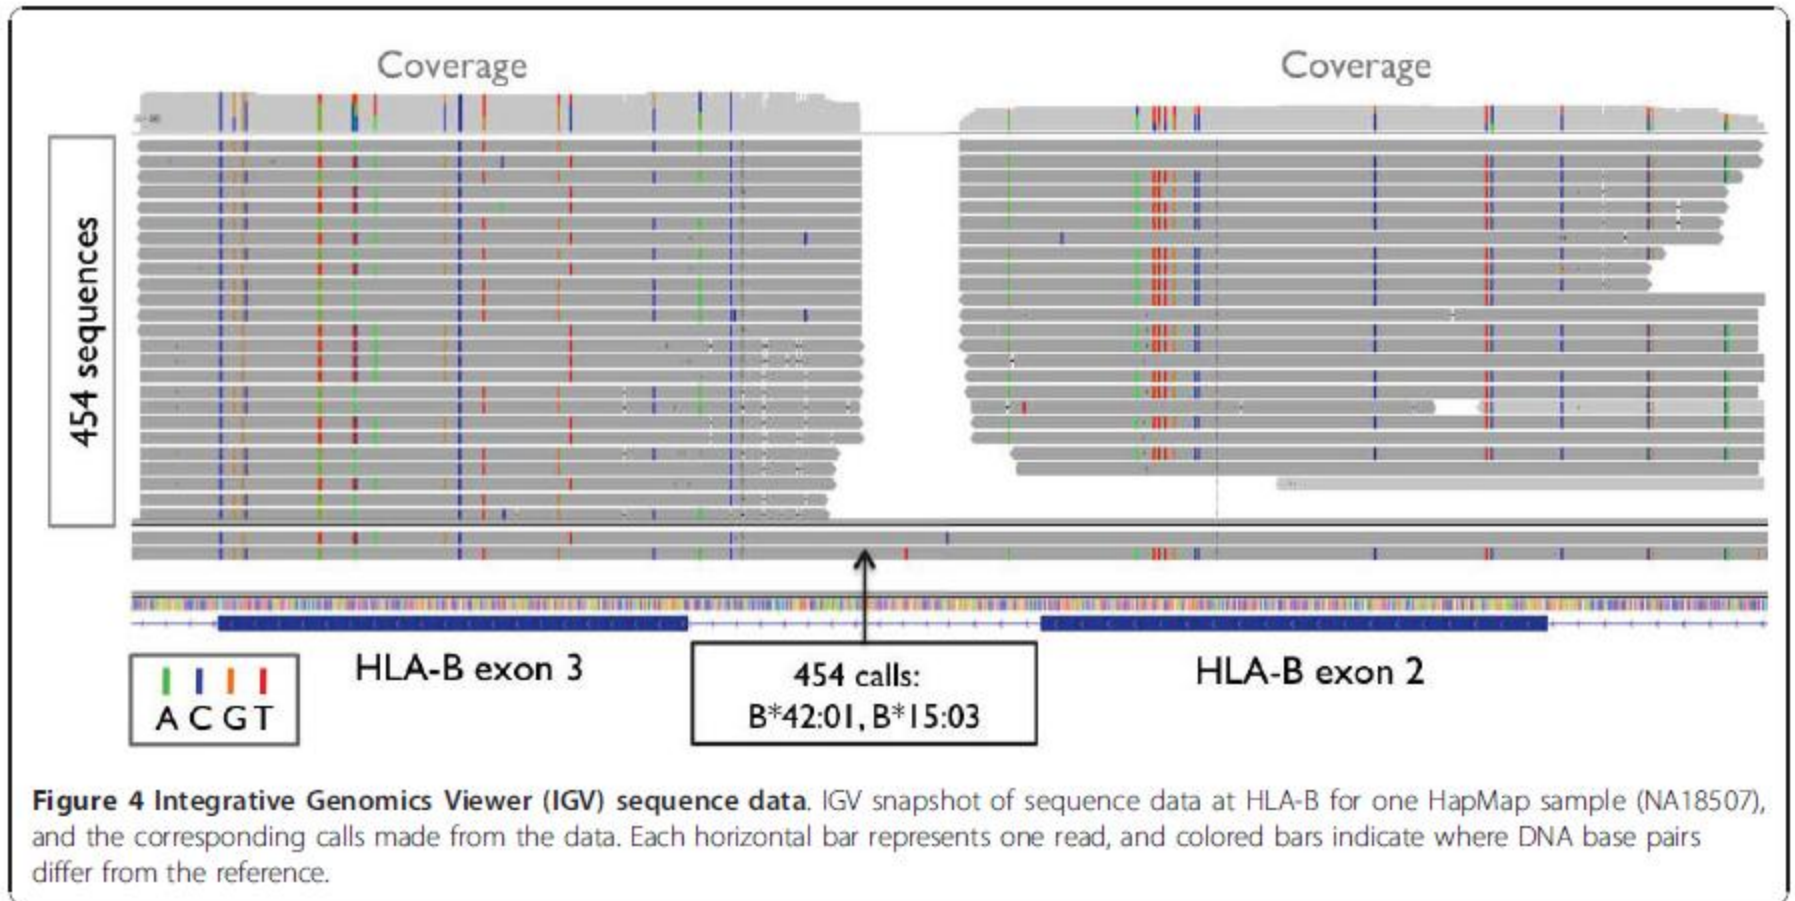 Coverage
Coverage
454 sequences
A C G T
HLA-B exon 3
454 calls:
B*42:01, B*15:03
HLA-B exon 2
Figure 4 Integrative Genomics Viewer (IGV) sequence data. IGV snapshot of sequence data at HLA-B for one HapMap sample (NA18507),
and the corresponding calls made from the data. Each horizontal bar represents one read, and colored bars indicate where DNA base pairs
differ from the reference.